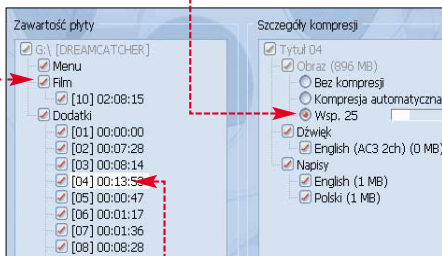 Zawartość płyty
G:\ [DREAMCATCHER]
Menu
Film
[10] 02:08:15
Dodatki
[01] 00:00:00
[02] 00:07:28
[03] 00:08:14
[04] 00:13:53
[05] 00:00:47
[06] 00:01:17
[07] 00:01:36
[08] 00:08:28
Szczegóły kompresji
Tytuł 04
Obraz (896 MB)
Bez kompresji
Kompresja automatyczna
Wsp. 25
Dźwięk
English (AC3 2ch) (0 MB)
Napisy
English (1 MB)
Polski (1 MB)